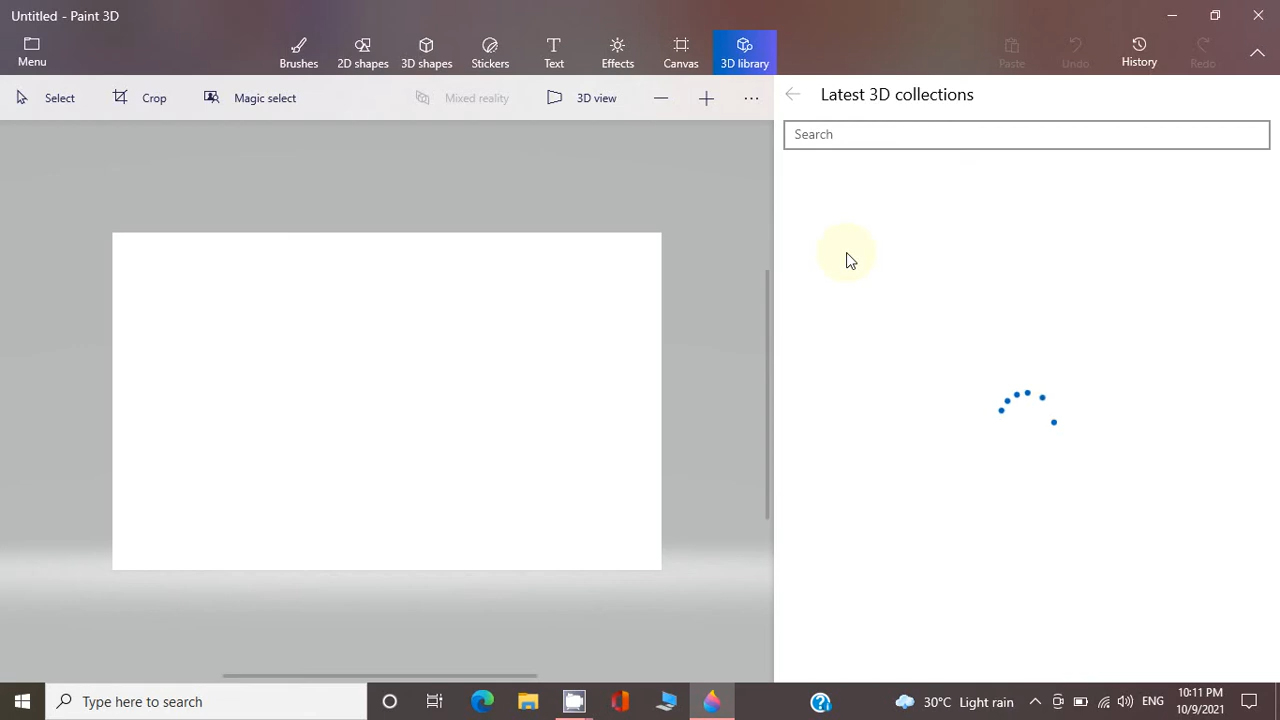 Untitled - Paint 3D
Menu
Brushes
2D shapes
3D shapes
Stickers
Text
Effects
Canvas
3D library
Paste
Undo
History
Redo
Select
Crop
Magic select
Mixed reality
3D view
Latest 3D collections
Search
Type here to search
30°C Light rain
ENG
10:11 PM
10/9/2021